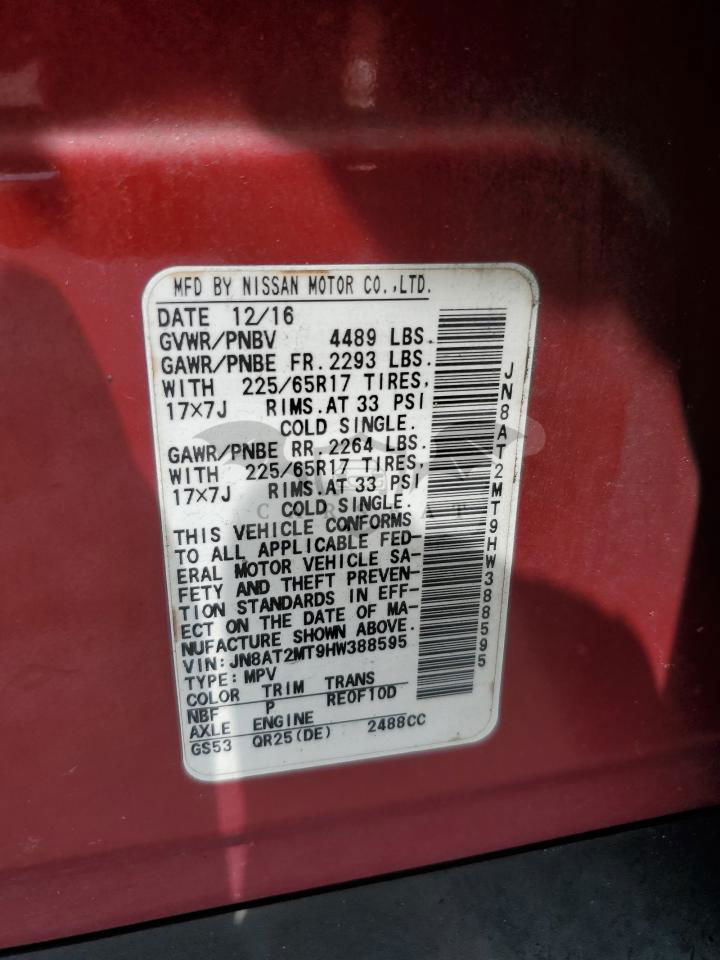 MFD BY NISSAN MOTOR CO.,LTD.
DATE 12/16
GVWR/PNBV 4489 LBS.
GAWR/PNBE FR. 2293 LBS.
WITH 225/65R17 TIRES,
17×7J RIMS. AT 33 PSI
COLD SINGLE.
GAWR/PNBE RR. 2264 LBS.
WITH 225/65R17 TIRES,
17×7J RIMS. AT 33 PSI
COLD SINGLE.
THIS VEHICLE CONFORMS
TO ALL APPLICABLE FED-
ERAL MOTOR VEHICLE SA-
FETY AND THEFT PREVEN-
TION STANDARDS IN EFF-
ECT ON THE DATE OF MA-
NUFACTURE SHOWN ABOVE.
VIN: JN8AT2MT9HW388595
TYPE: MPV
COLOR TRIM TRANS
NBF P RE0F10D
AXLE ENGINE
GS53 QR25(DE) 2488CC
JN8AT2MT9HW388595